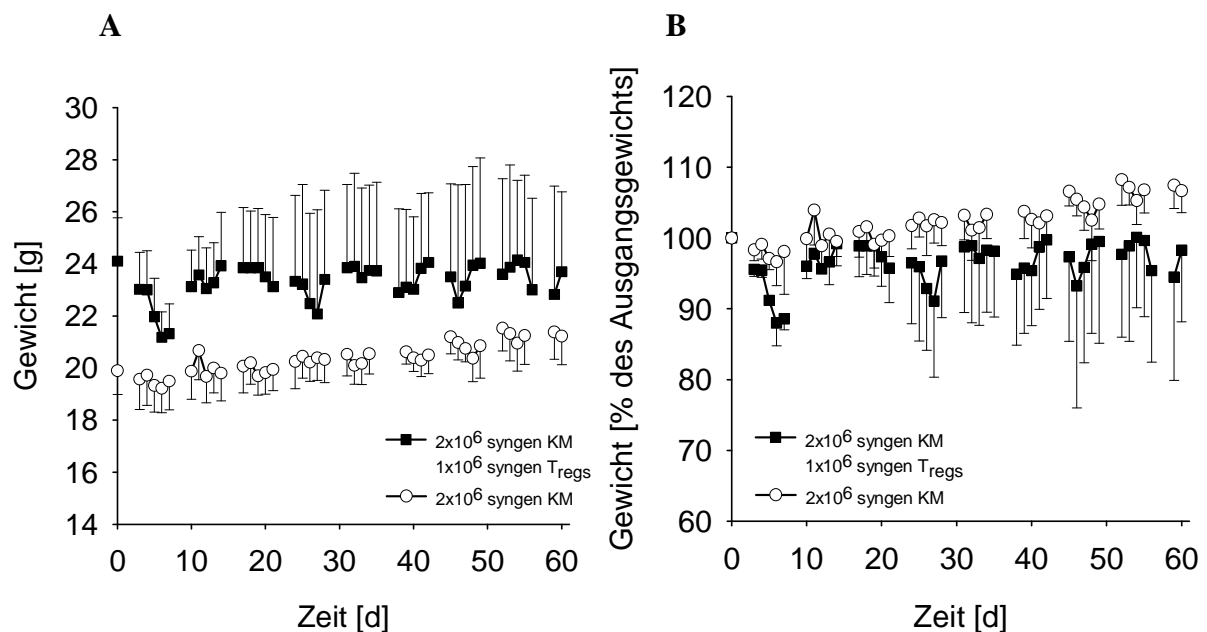 A
Gewicht [g]
30
28
26
24
22
20
18
16
14
0 10 20 30 40 50 60
Zeit [d]
2x10⁶ syngen KM
1x10⁶ syngen Tregs
2x10⁶ syngen KM
B
Gewicht [% des Ausgangsgewichts]
120
110
100
90
80
70
60
0 10 20 30 40 50 60
Zeit [d]
2x10⁶ syngen KM
1x10⁶ syngen Tregs
2x10⁶ syngen KM